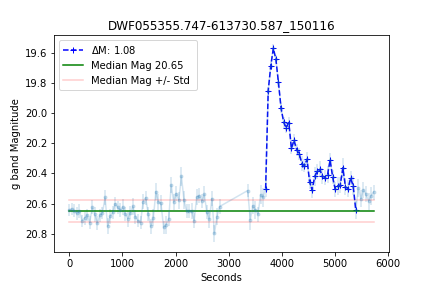 DWF055355.747-613730.587_150116
ΔM: 1.08
Median Mag 20.65
Median Mag +/- Std
g band Magnitude
19.6
19.8
20.0
20.2
20.4
20.6
20.8
0 1000 2000 3000 4000 5000 6000
Seconds